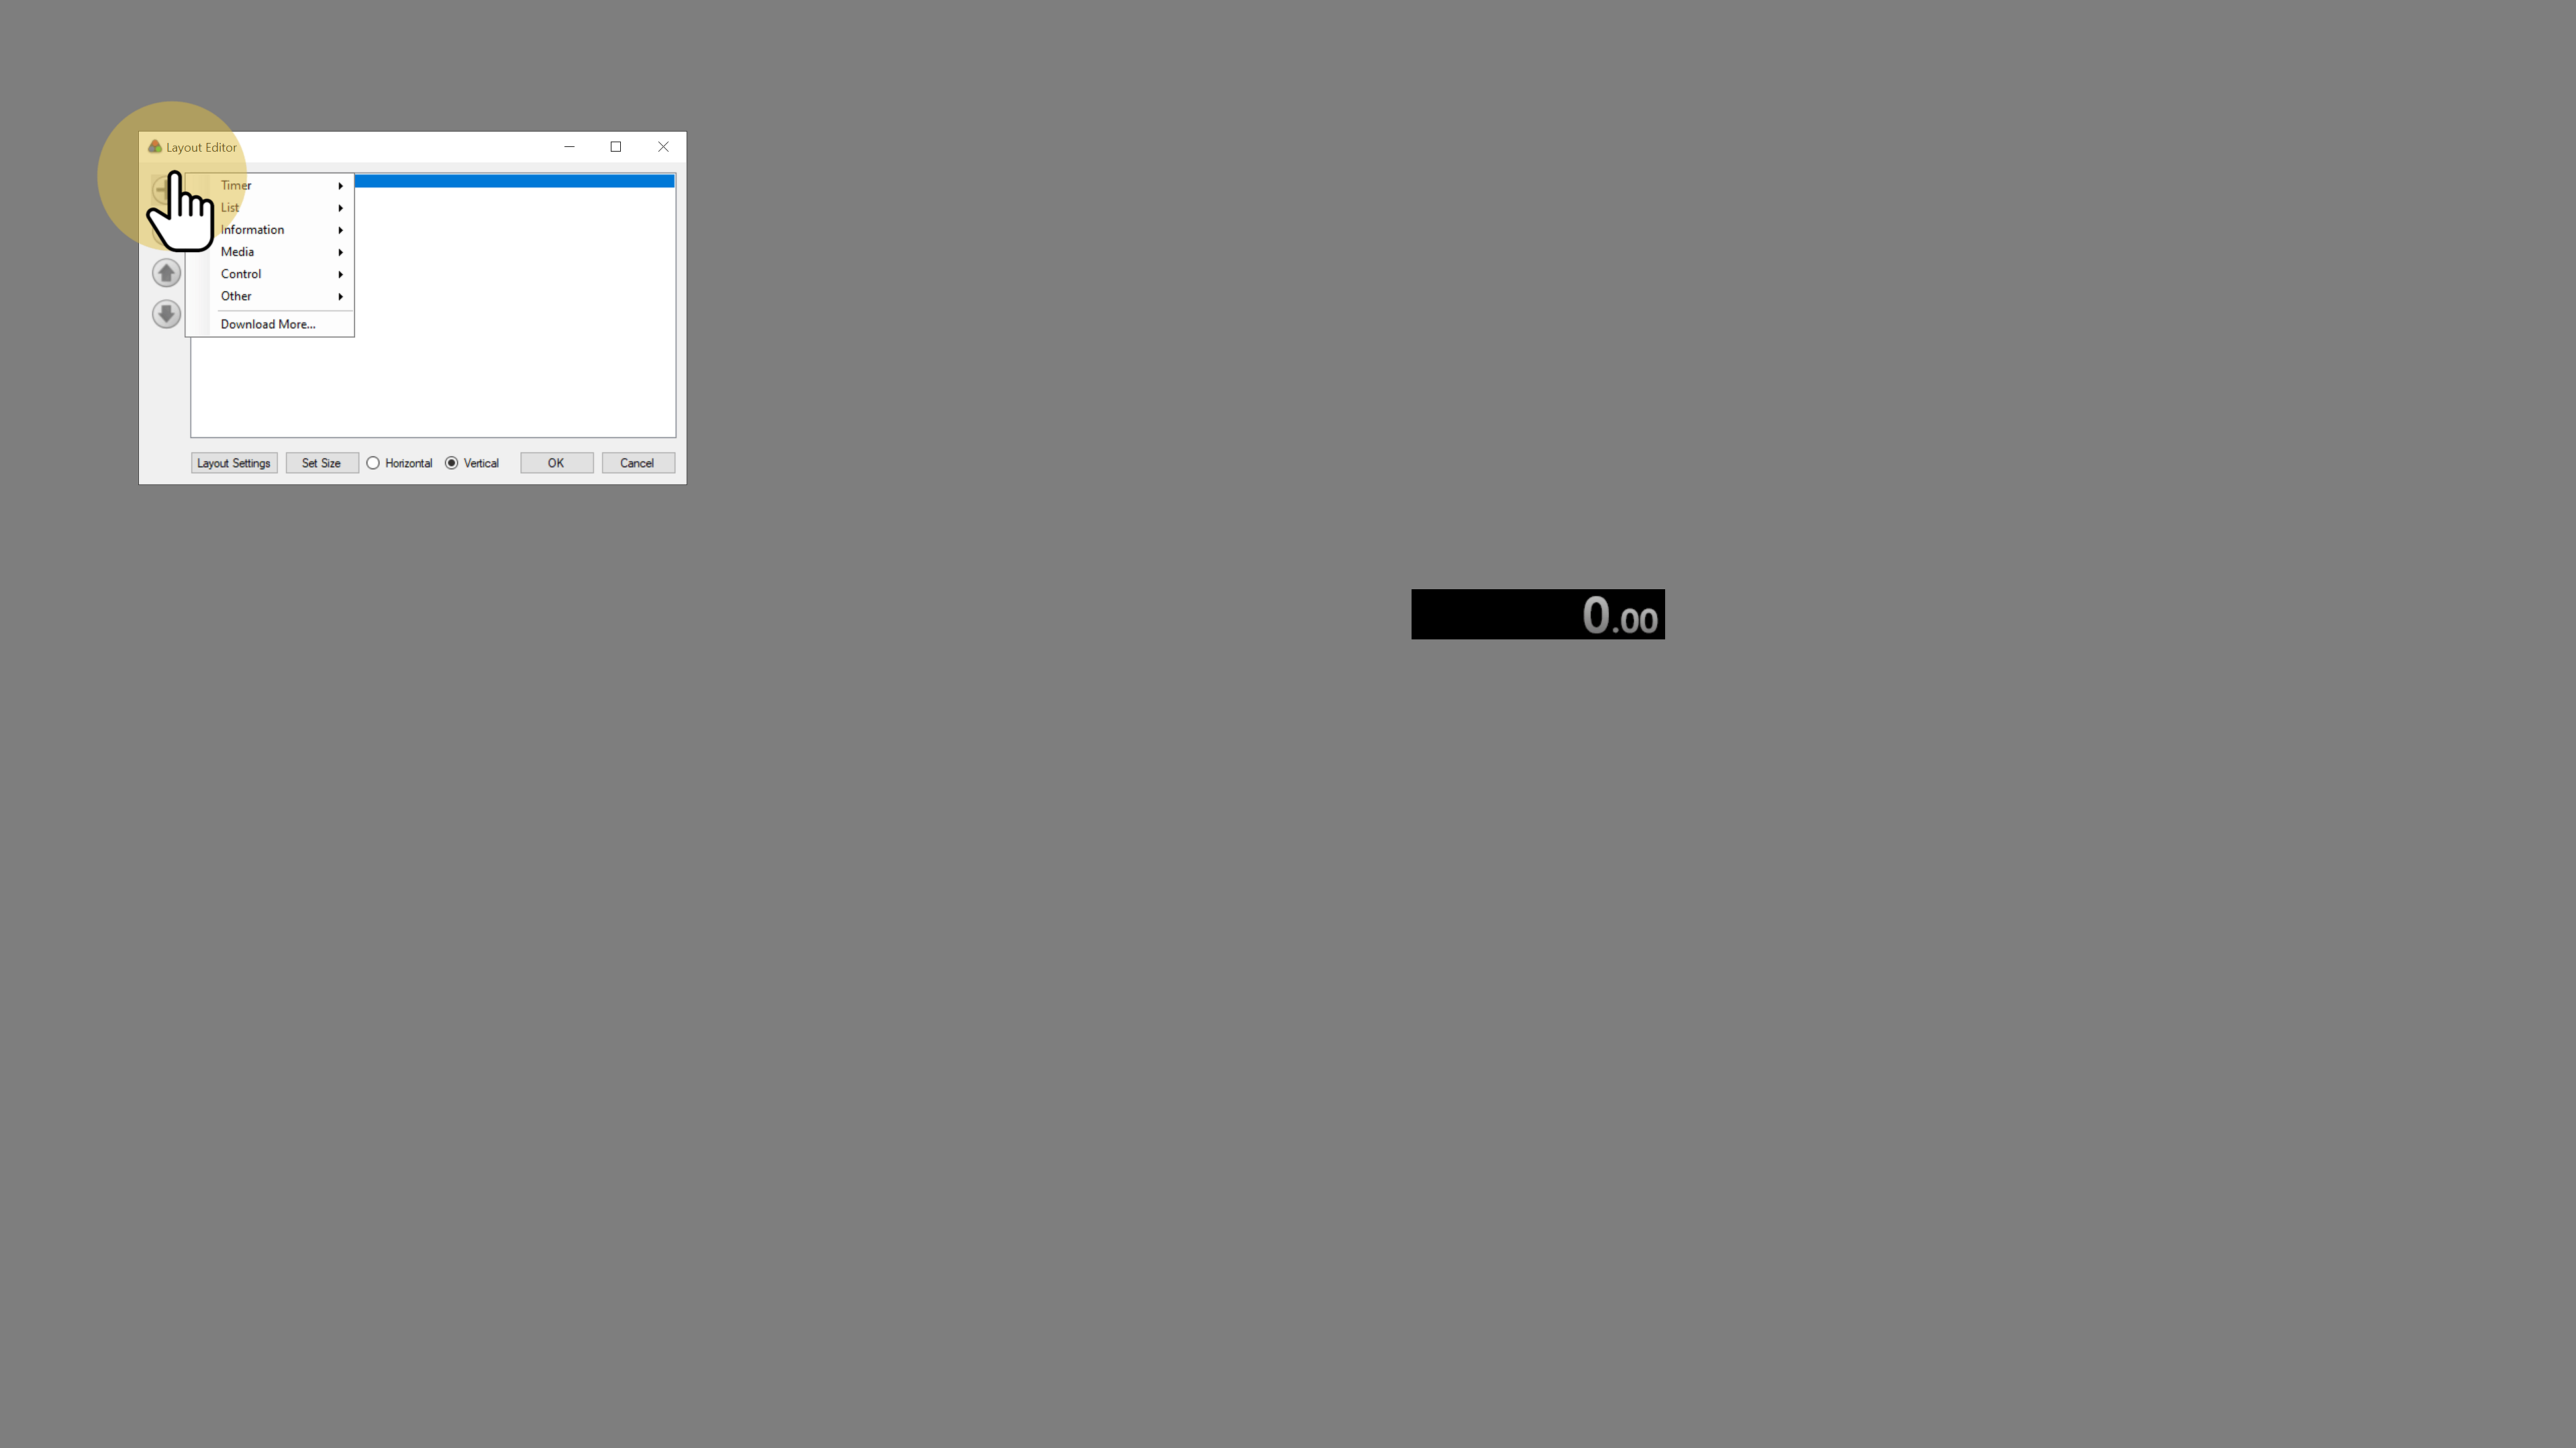 Layout Editor
Timer
List
Information
Media
Control
Other
Download More...
Layout Settings Set Size Horizontal Vertical OK Cancel
0.00